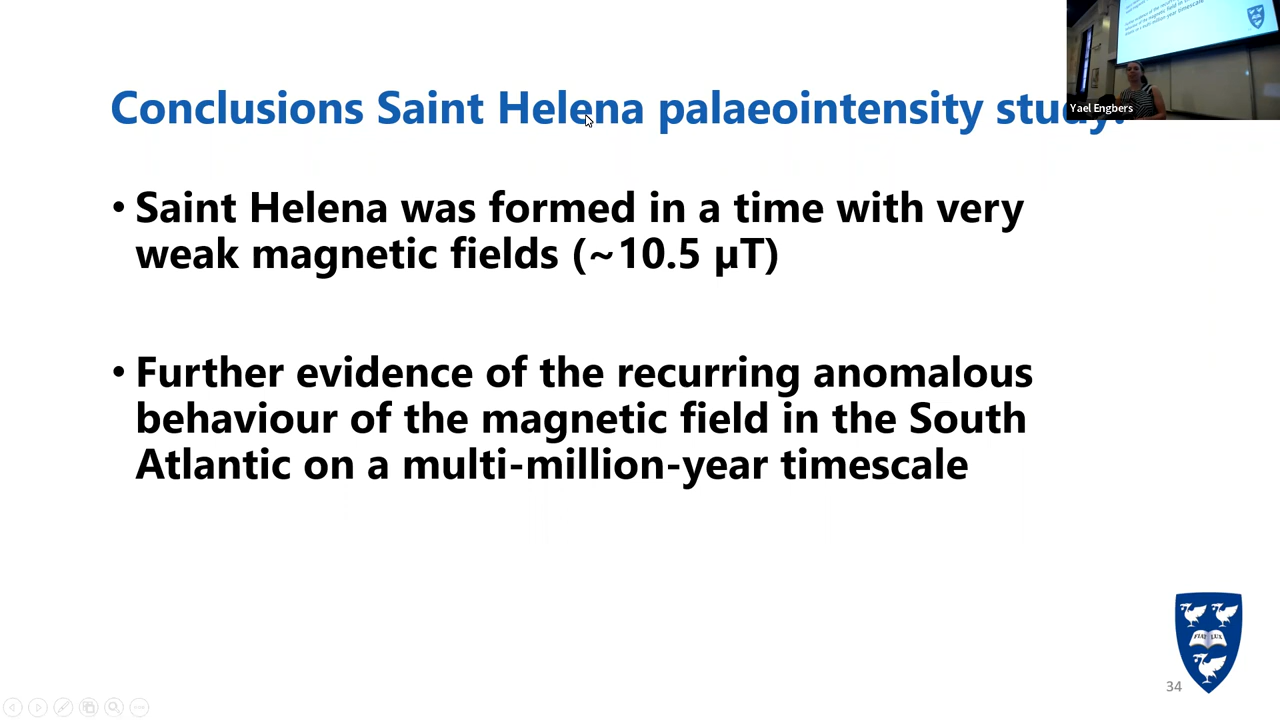 Conclusions Saint Helena palaeointensity study:
Yael Engbers
• Saint Helena was formed in a time with very
weak magnetic fields (~10.5 µT)
• Further evidence of the recurring anomalous
behaviour of the magnetic field in the South
Atlantic on a multi-million-year timescale
FIAT LUX
34